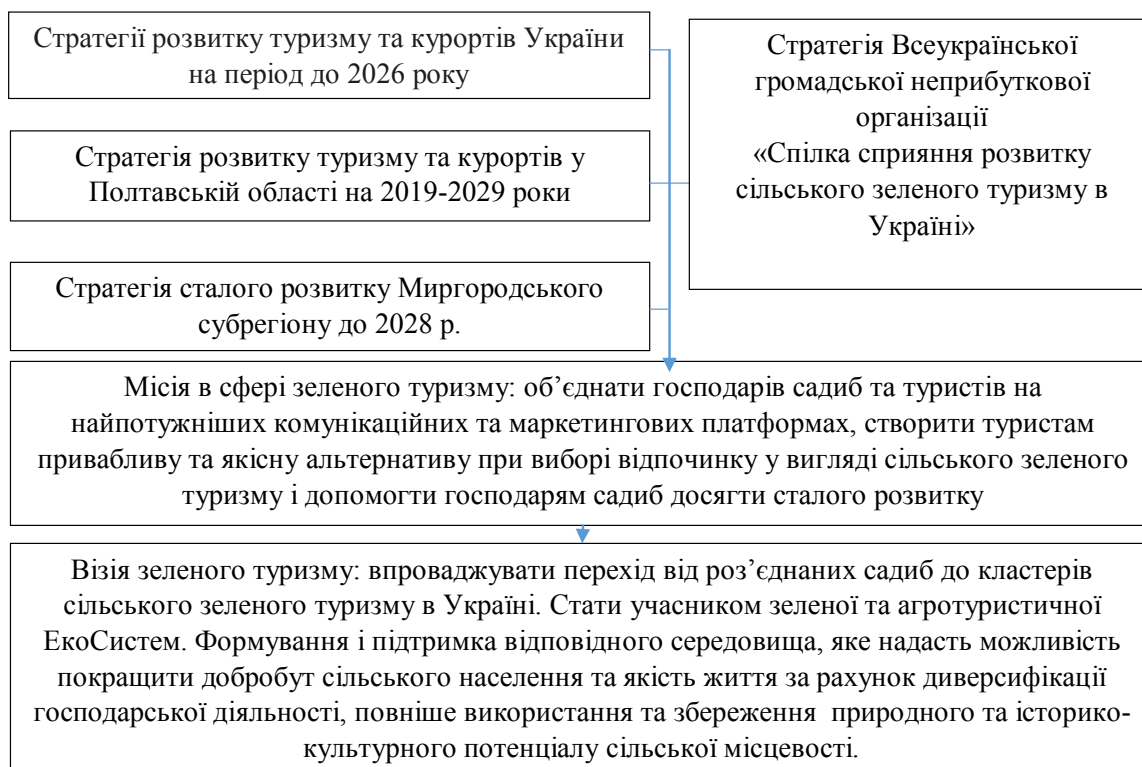 Стратегії розвитку туризму та курортів України
на період до 2026 року
Стратегія розвитку туризму та курортів у
Полтавській області на 2019-2029 роки
Стратегія сталого розвитку Миргородського
субрегіону до 2028 р.
Стратегія Всеукраїнської
громадської неприбуткової
організації
«Спілка сприяння розвитку
сільського зеленого туризму в
Україні»
Місія в сфері зеленого туризму: об’єднати господарів садиб та туристів на
найпотужніших комунікаційних та маркетингових платформах, створити туристам
привабливу та якісну альтернативу при виборі відпочинку у вигляді сільського зеленого
туризму і допомогти господарям садиб досягти сталого розвитку
Візія зеленого туризму: впроваджувати перехід від роз’єднаних садиб до кластерів
сільського зеленого туризму в Україні. Стати учасником зеленої та агротуристичної
ЕкоСистем. Формування і підтримка відповідного середовища, яке надасть можливість
покращити добробут сільського населення та якість життя за рахунок диверсифікації
господарської діяльності, повніше використання та збереження природного та історико-
культурного потенціалу сільської місцевості.